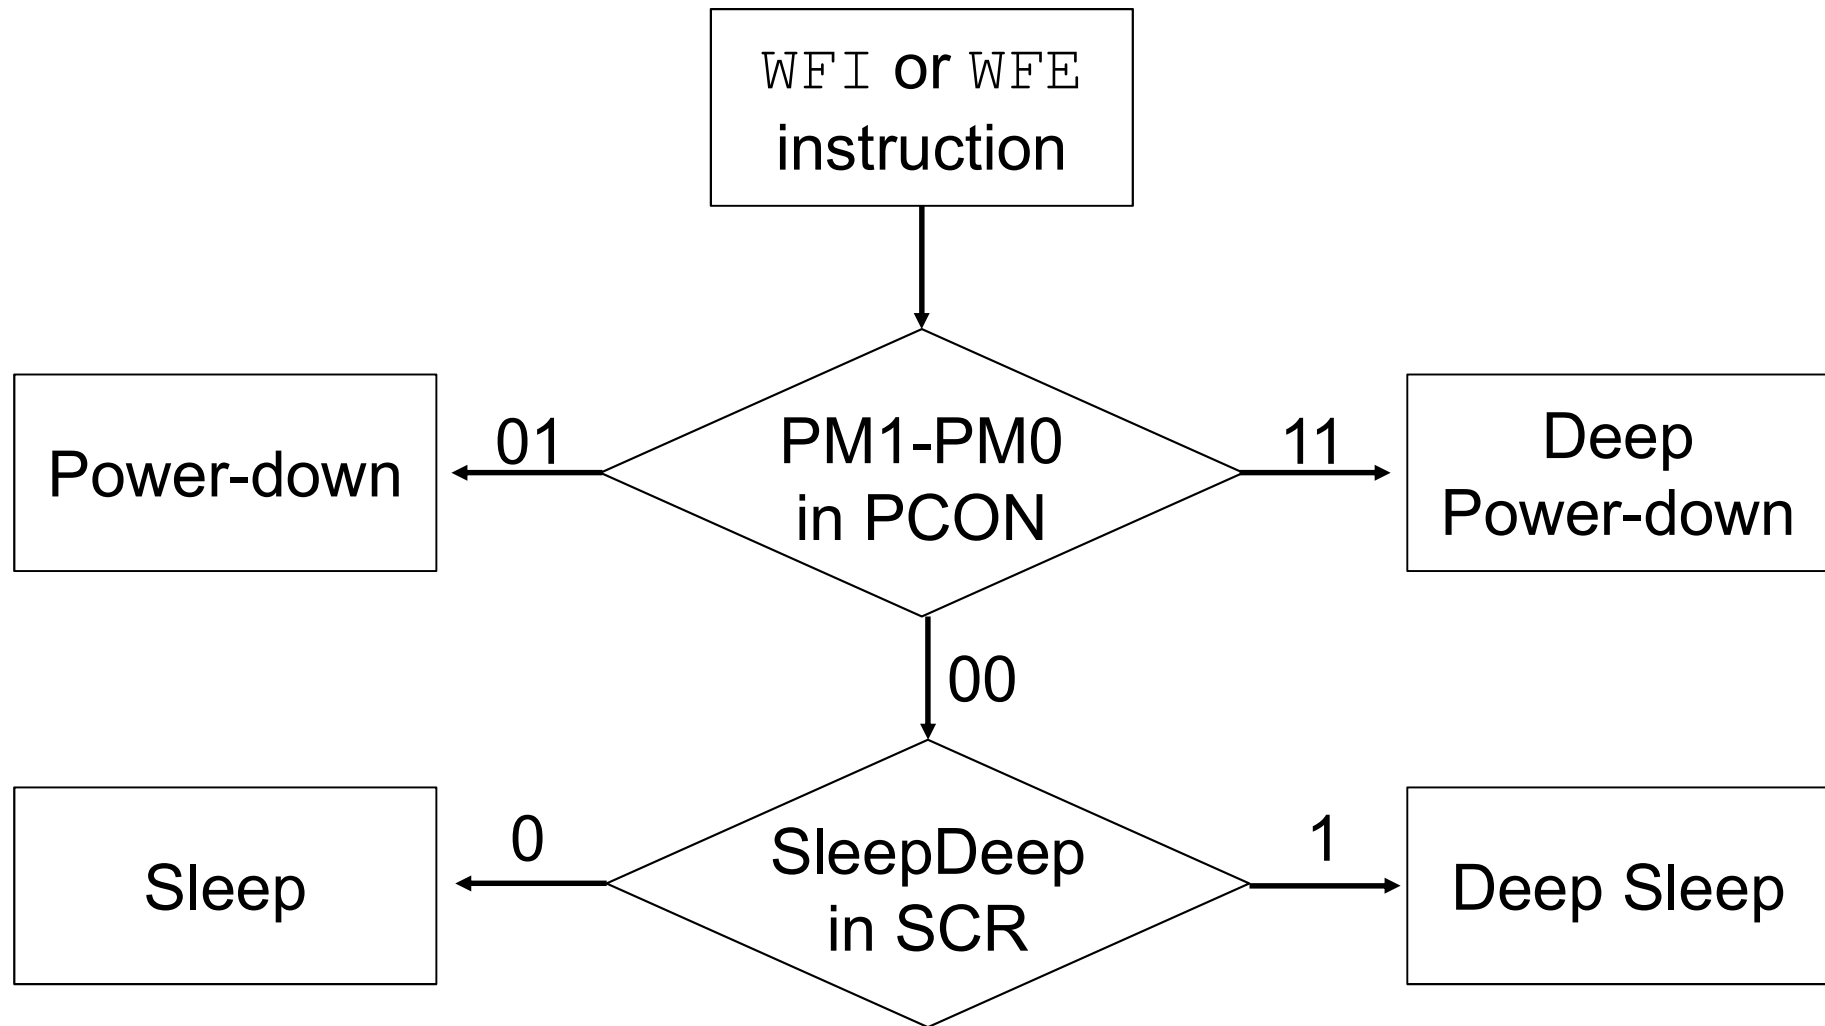 WFI or WFE
instruction
01
PM1-PM0
in PCON
11
Power-down
Deep
Power-down
00
0
SleepDeep
in SCR
1
Sleep
Deep Sleep